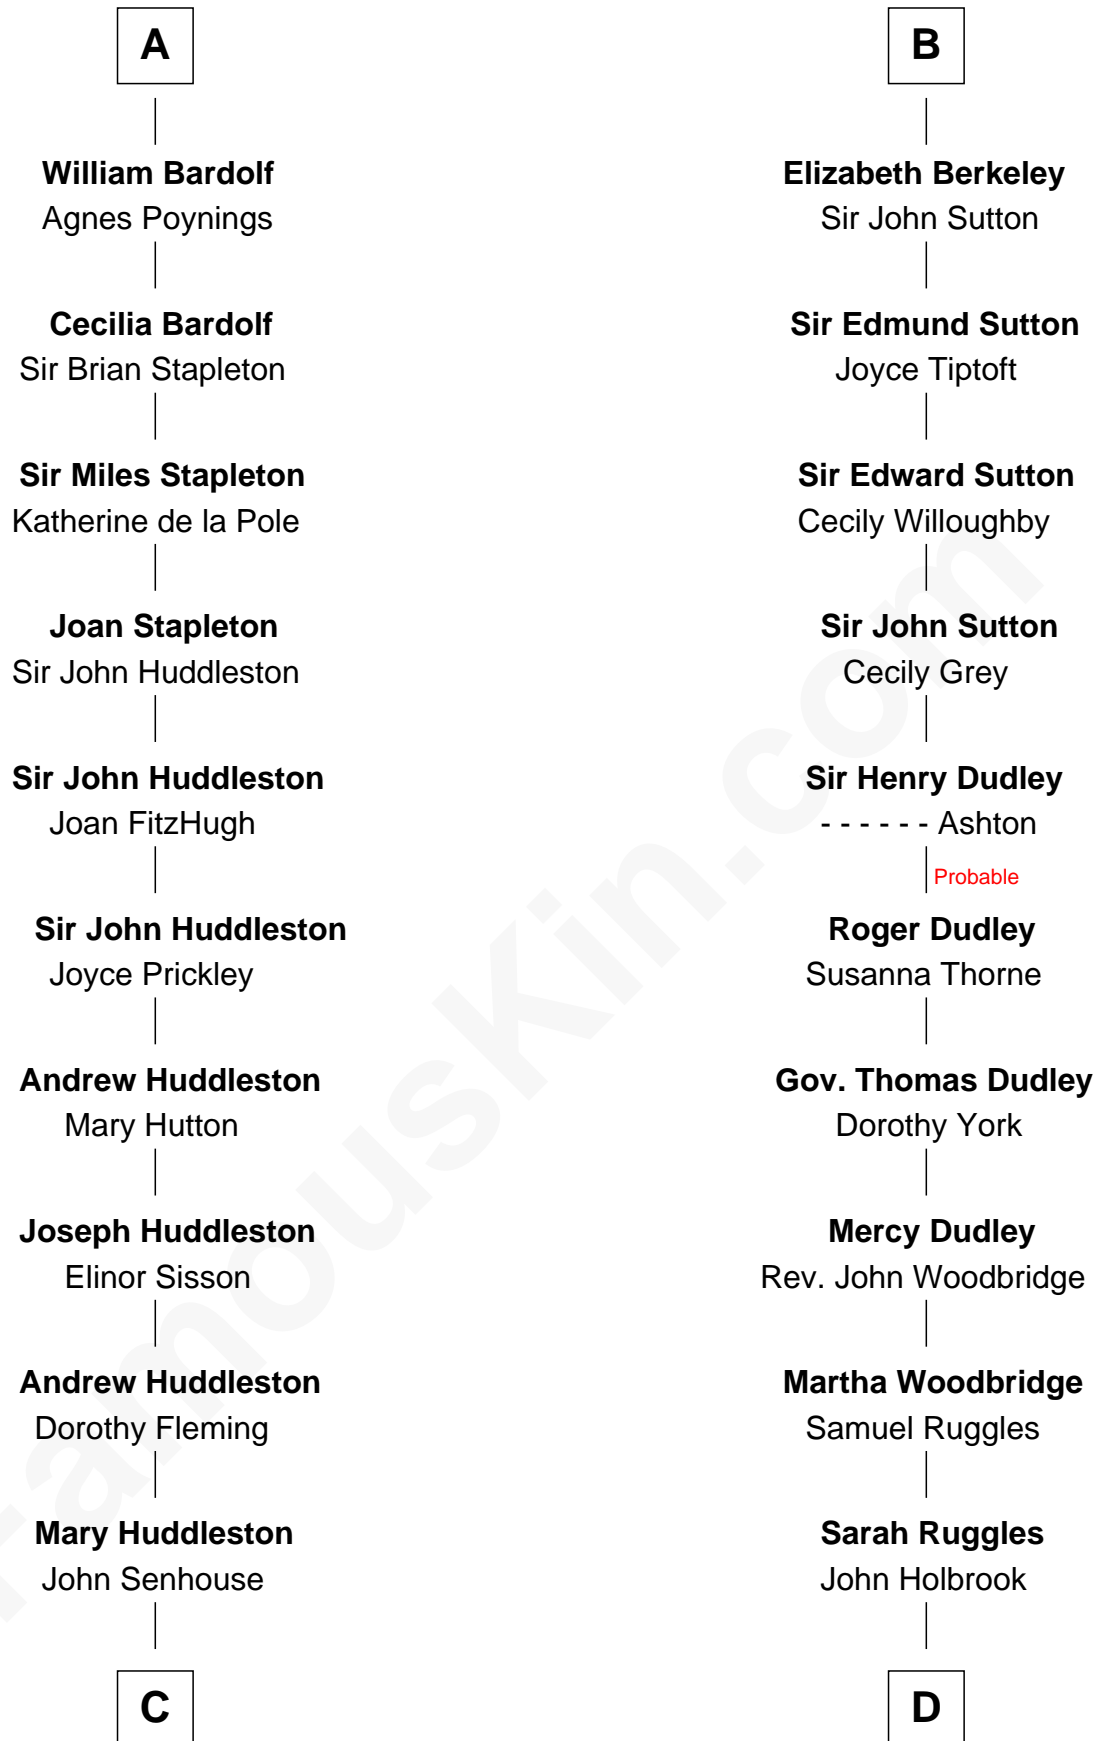 A
William Bardolf
Agnes Poynings
Cecilia Bardolf
Sir Brian Stapleton
Sir Miles Stapleton
Katherine de la Pole
Joan Stapleton
Sir John Huddleston
Sir John Huddleston
Joan FitzHugh
Sir John Huddleston
Joyce Prickley
Andrew Huddleston
Mary Hutton
Joseph Huddleston
Elinor Sisson
Andrew Huddleston
Dorothy Fleming
Mary Huddleston
John Senhouse
C
B
Elizabeth Berkeley
Sir John Sutton
Sir Edmund Sutton
Joyce Tiptoft
Sir Edward Sutton
Cecily Willoughby
Sir John Sutton
Cecily Grey
Sir Henry Dudley
- - - - - - Ashton
Probable
Roger Dudley
Susanna Thorne
Gov. Thomas Dudley
Dorothy York
Mercy Dudley
Rev. John Woodbridge
Martha Woodbridge
Samuel Ruggles
Sarah Ruggles
John Holbrook
D
FamousKin.com